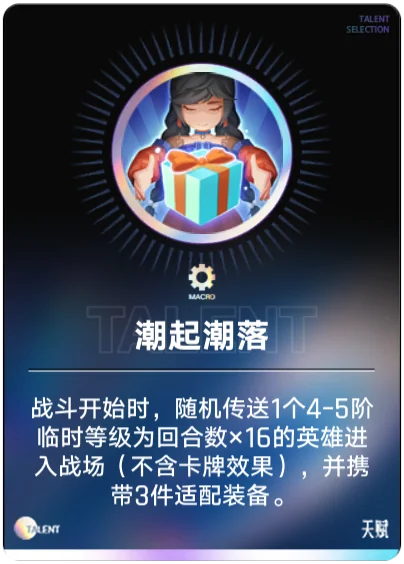 TALENT
SELECTION
MACRO
TALENT
潮起潮落
战斗开始时，随机传送1个4-5阶
临时等级为回合数×16的英雄进
入战场（不含卡牌效果），并携
带3件适配装备。
TALENT
天赋